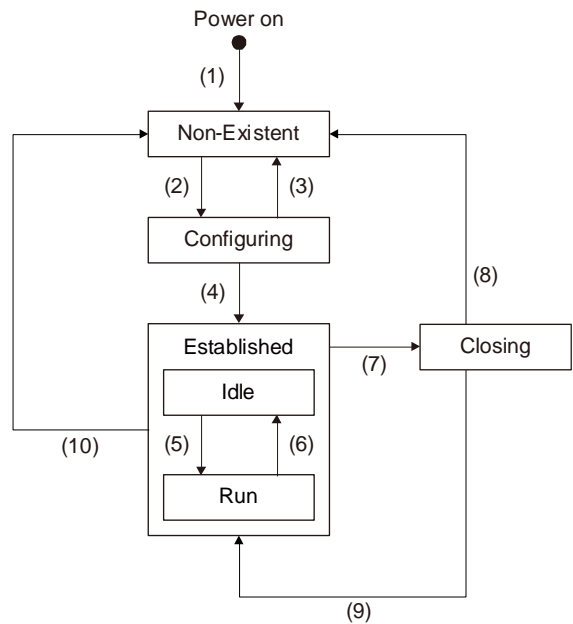 Power on
(1)
Non-Existent
(2)
(3)
Configuring
(4)
(8)
Established
Closing
(7)
Idle
(5)
(6)
(10)
Run
(9)